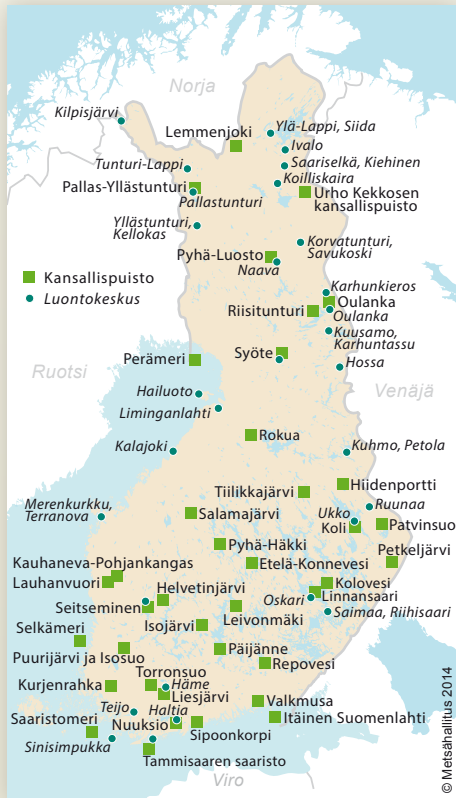 Norja
Kilpisjärvi
Lemmenjoki
Ylä-Lappi, Siida
Ivalo
Saariselkä, Kiehinen
Koilliskaira
Tunturi-Lappi
Pallas-Yllästunturi
Pallastunturi
Urho Kekkosen
kansallispuisto
Yllästunturi,
Kellokas
Korvatunturi,
Savukoski
Pyhä-Luosto
Naava
Kansallispuisto
Luontokeskus
Karhunkieros
Oulanka
Oulanka
Riisitunturi
Kuusamo,
Karhuntassu
Perämeri
Syöte
Hossa
Ruotsi
Venäjä
Hailuoto
Liminganlahti
Rokua
Kalajoki
Kuhmo, Petola
Hiidenportti
Tiilikkajärvi
Ruunaa
Merenkurkku,
Terranova
Salamajärvi
Ukko
Koli
Patvinsuo
Pyhä-Häkki
Petkeljärvi
Kauhaneva-Pohjankangas
Etelä-Konnevesi
Lauhanvuori
Helvetinjärvi
Kolovesi
Oskari
Linnansaari
Seitseminen
Leivonmäki
Saimaa, Riihisaari
Selkämeri
Isojärvi
Puurijärvi ja Isosuo
Päijänne
Repovesi
Torronsuo
Kurjenrahka
Häme
Liesjärvi
Valkmusa
Teijo
Haltia
Saaristomeri
Nuuksio
Itäinen Suomenlahti
Sipoonkorpi
Sinisimpukka
Tammisaaren saaristo
Viro
© Metsähallitus 2014